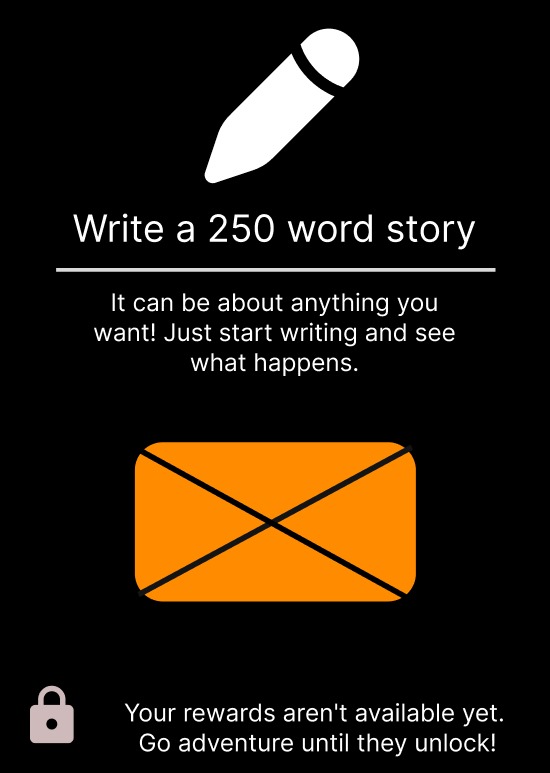 Write a 250 word story
It can be about anything you
want! Just start writing and see
what happens.
Your rewards aren't available yet.
Go adventure until they unlock!